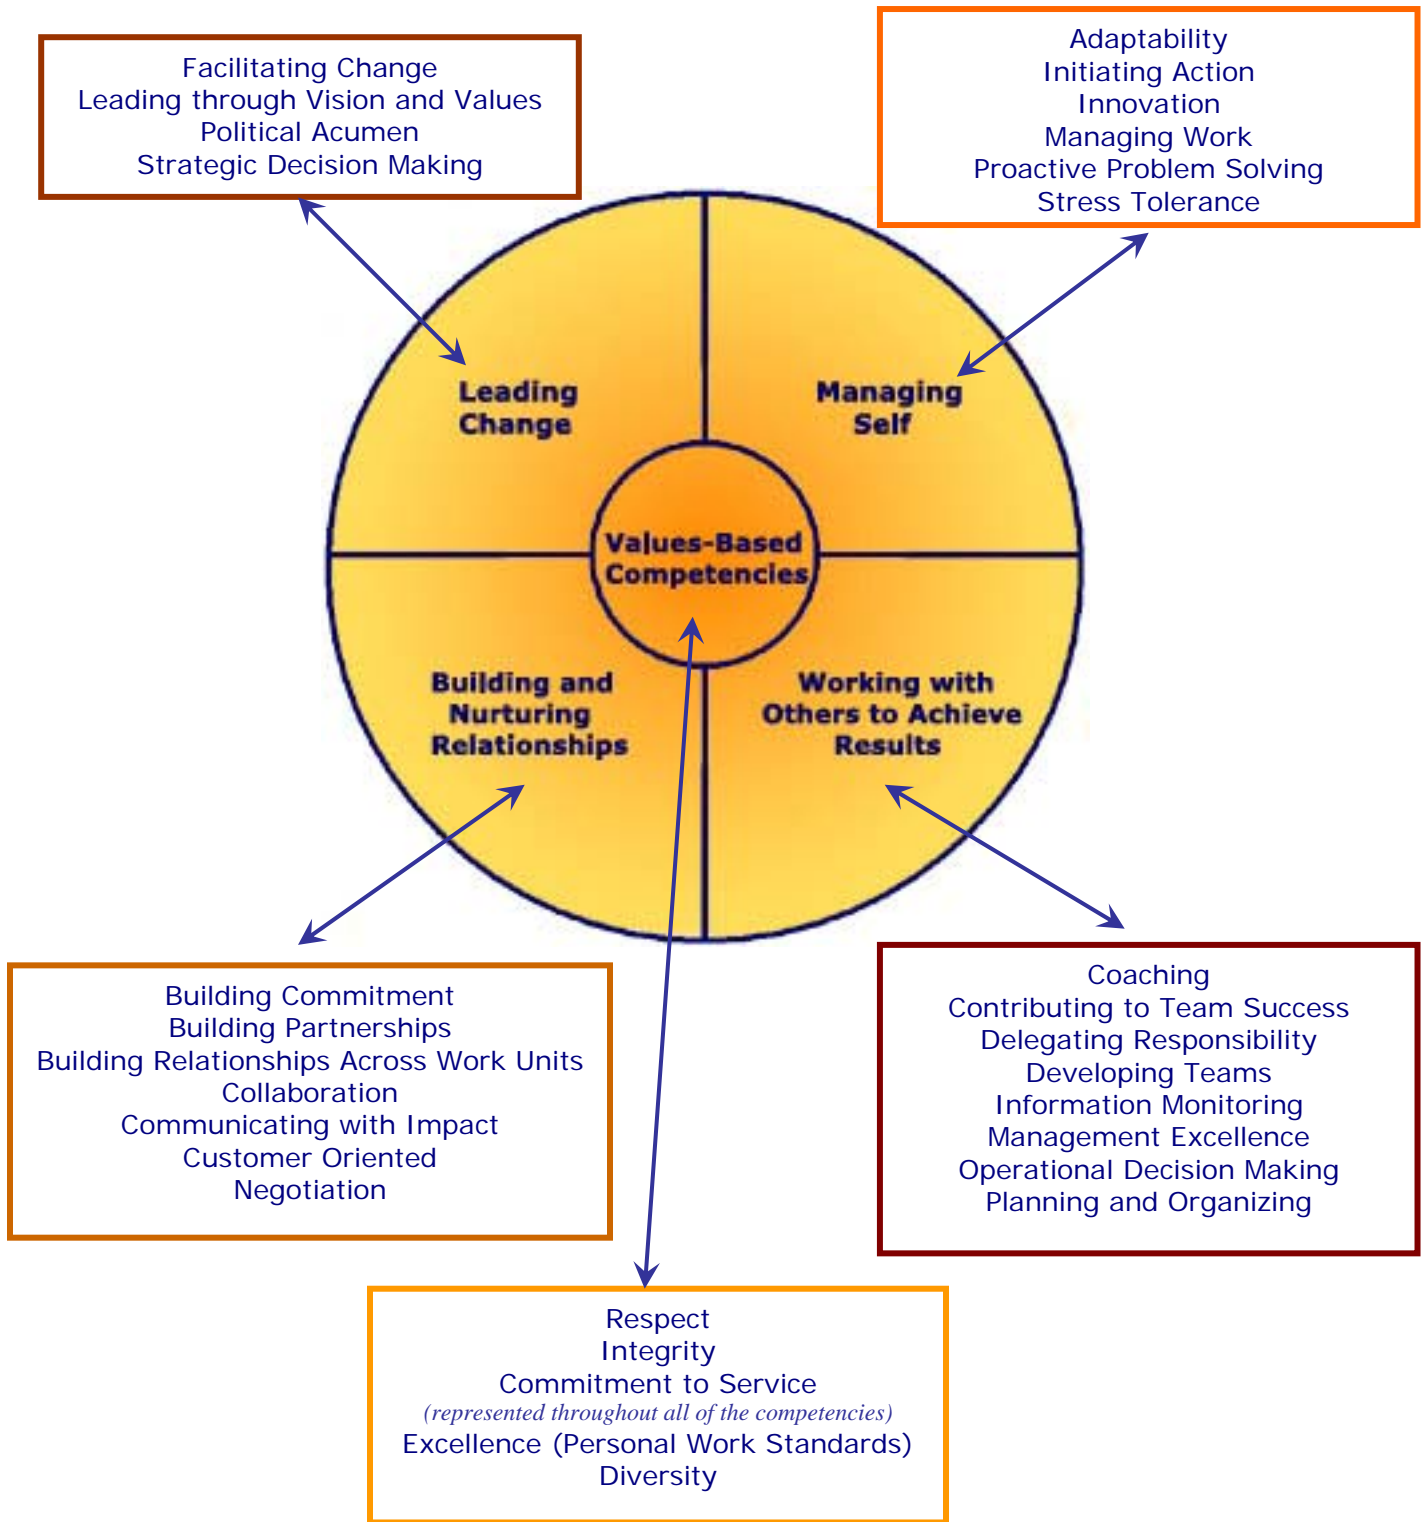 Facilitating Change
Leading through Vision and Values
Political Acumen
Strategic Decision Making
Adaptability
Initiating Action
Innovation
Managing Work
Proactive Problem Solving
Stress Tolerance
Leading
Change
Managing
Self
Values-Based
Competencies
Building and
Nurturing
Relationships
Working with
Others to Achieve
Results
Building Commitment
Building Partnerships
Building Relationships Across Work Units
Collaboration
Communicating with Impact
Customer Oriented
Negotiation
Coaching
Contributing to Team Success
Delegating Responsibility
Developing Teams
Information Monitoring
Management Excellence
Operational Decision Making
Planning and Organizing
Respect
Integrity
Commitment to Service
(represented throughout all of the competencies)
Excellence (Personal Work Standards)
Diversity